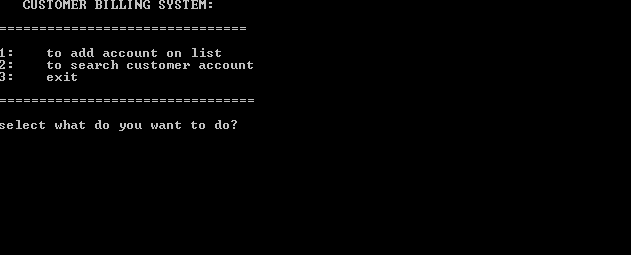 CUSTOMER BILLING SYSTEM:
===============================
1: to add account on list
2: to search customer account
3: exit
================================
select what do you want to do?